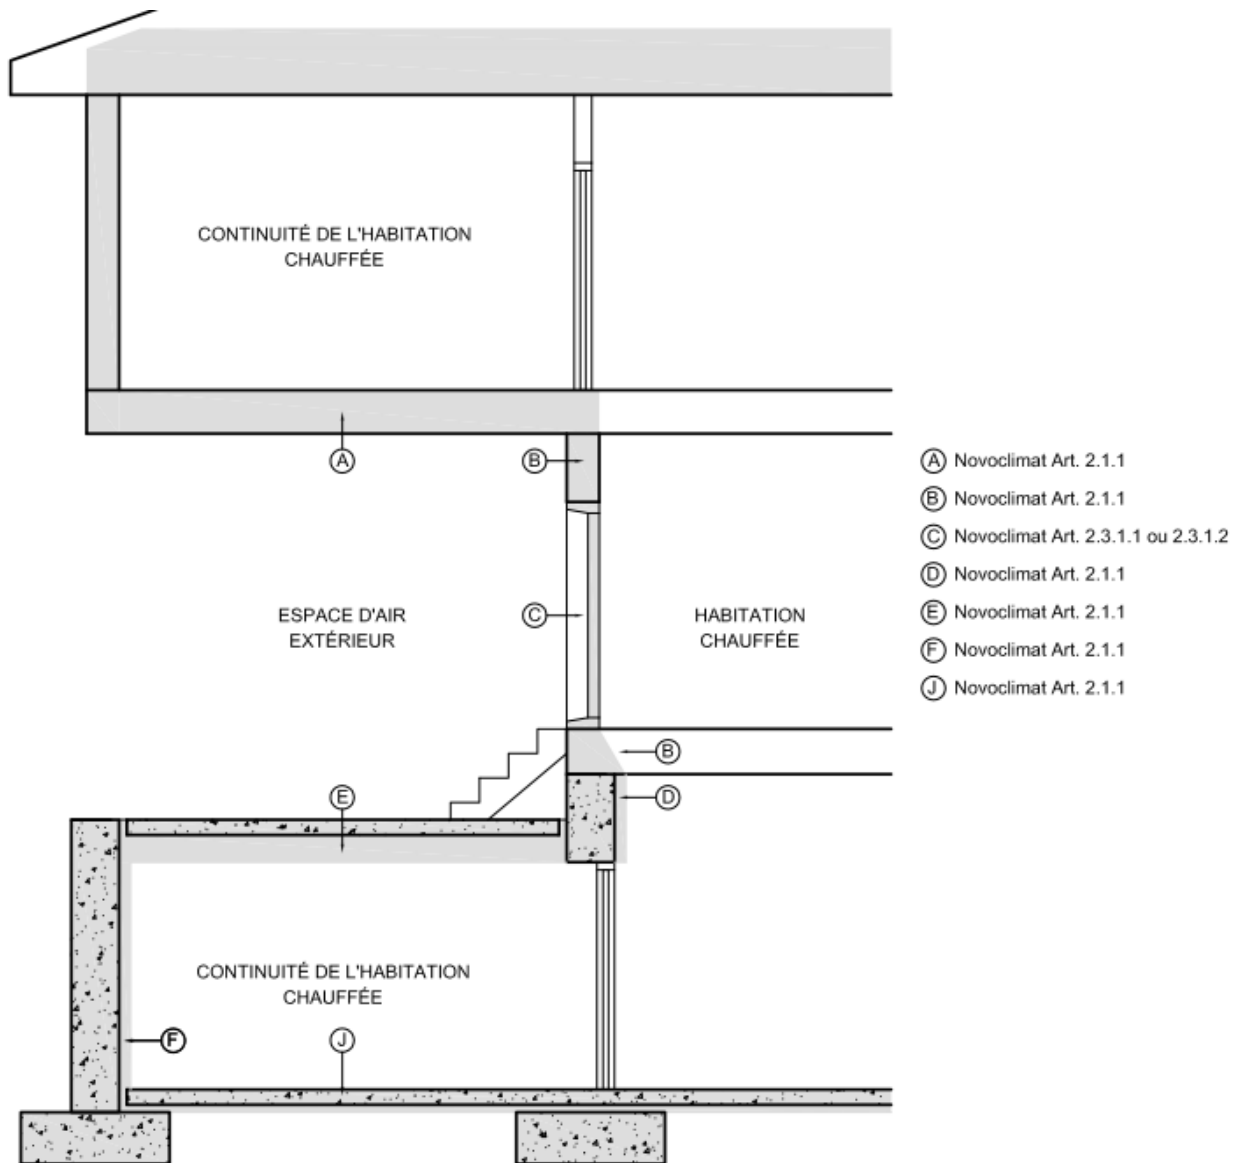 CONTINUITÉ DE L'HABITATION
CHAUFFÉE
A
B
ESPACE D'AIR
EXTÉRIEUR
C
HABITATION
CHAUFFÉE
B
E
D
CONTINUITÉ DE L'HABITATION
CHAUFFÉE
F
J
A Novoclimat Art. 2.1.1
B Novoclimat Art. 2.1.1
C Novoclimat Art. 2.3.1.1 ou 2.3.1.2
D Novoclimat Art. 2.1.1
E Novoclimat Art. 2.1.1
F Novoclimat Art. 2.1.1
J Novoclimat Art. 2.1.1